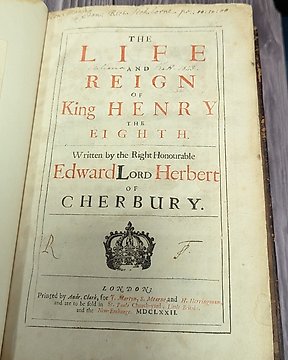 THE
LIFE
AND
REIGN
OF
King HENRY
THE
EIGHTH.
Written by the Right Honourable
Edward Lord Herbert
OF
CHERBURY.
R F
LONDON;
Printed by Andr. Clark, for T. Martyn, S. Mearne and H. Herringman,
and are to be sold in St. Pauls Churchyard, Little Britain,
and the New Exchange. MDCLXXII.